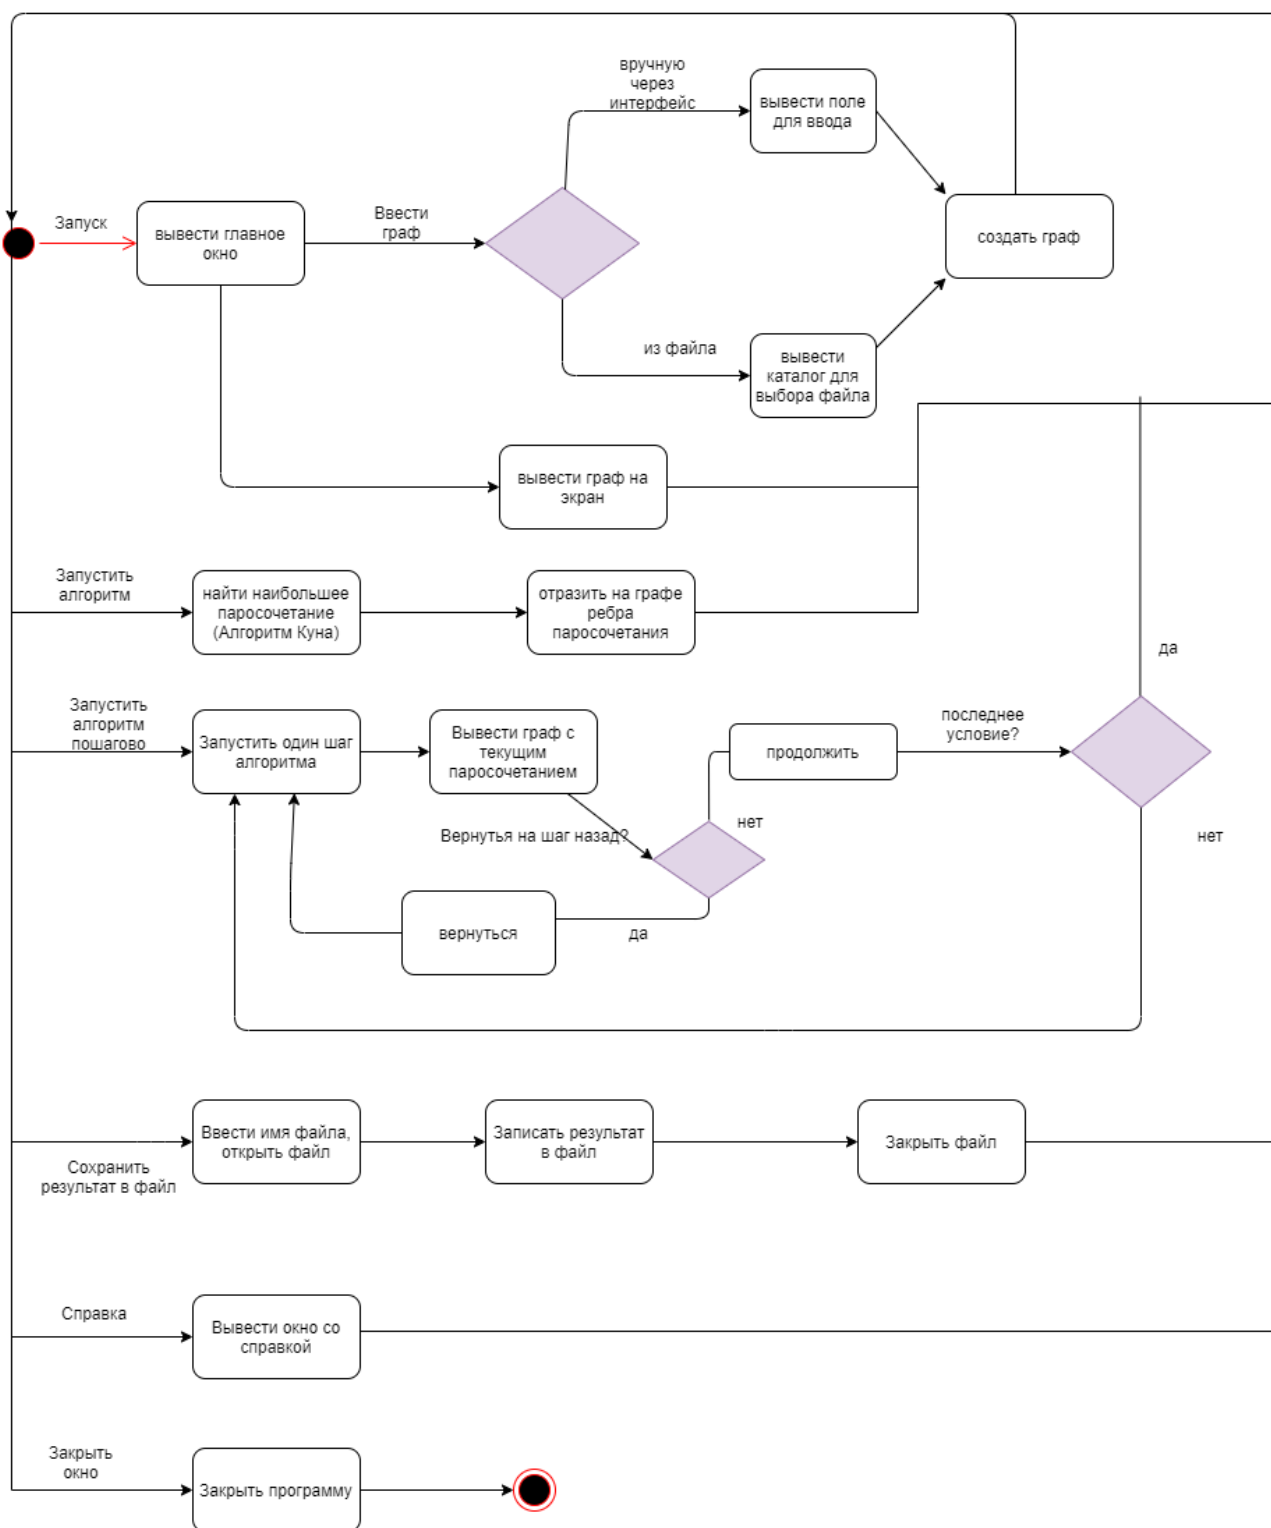 вручную
через
интерфейс
вывести поле
для ввода
Запуск
вывести главное
окно
Ввести
граф
создать граф
из файла
вывести
каталог для
выбора файла
вывести граф на
экран
Запустить
алгоритм
найти наибольшее
паросочетание
(Алгоритм Куна)
отразить на графе
ребра
паросочетания
да
Запустить
алгоритм
пошагово
Запустить один шаг
алгоритма
Вывести граф с
текущим
паросочетанием
продолжить
последнее
условие?
Вернутья на шаг назад?
нет
нет
вернуться
да
Сохранить
результат в файл
Ввести имя файла,
открыть файл
Записать результат
в файл
Закрыть файл
Справка
Вывести окно со
справкой
Закрыть
окно
Закрыть программу